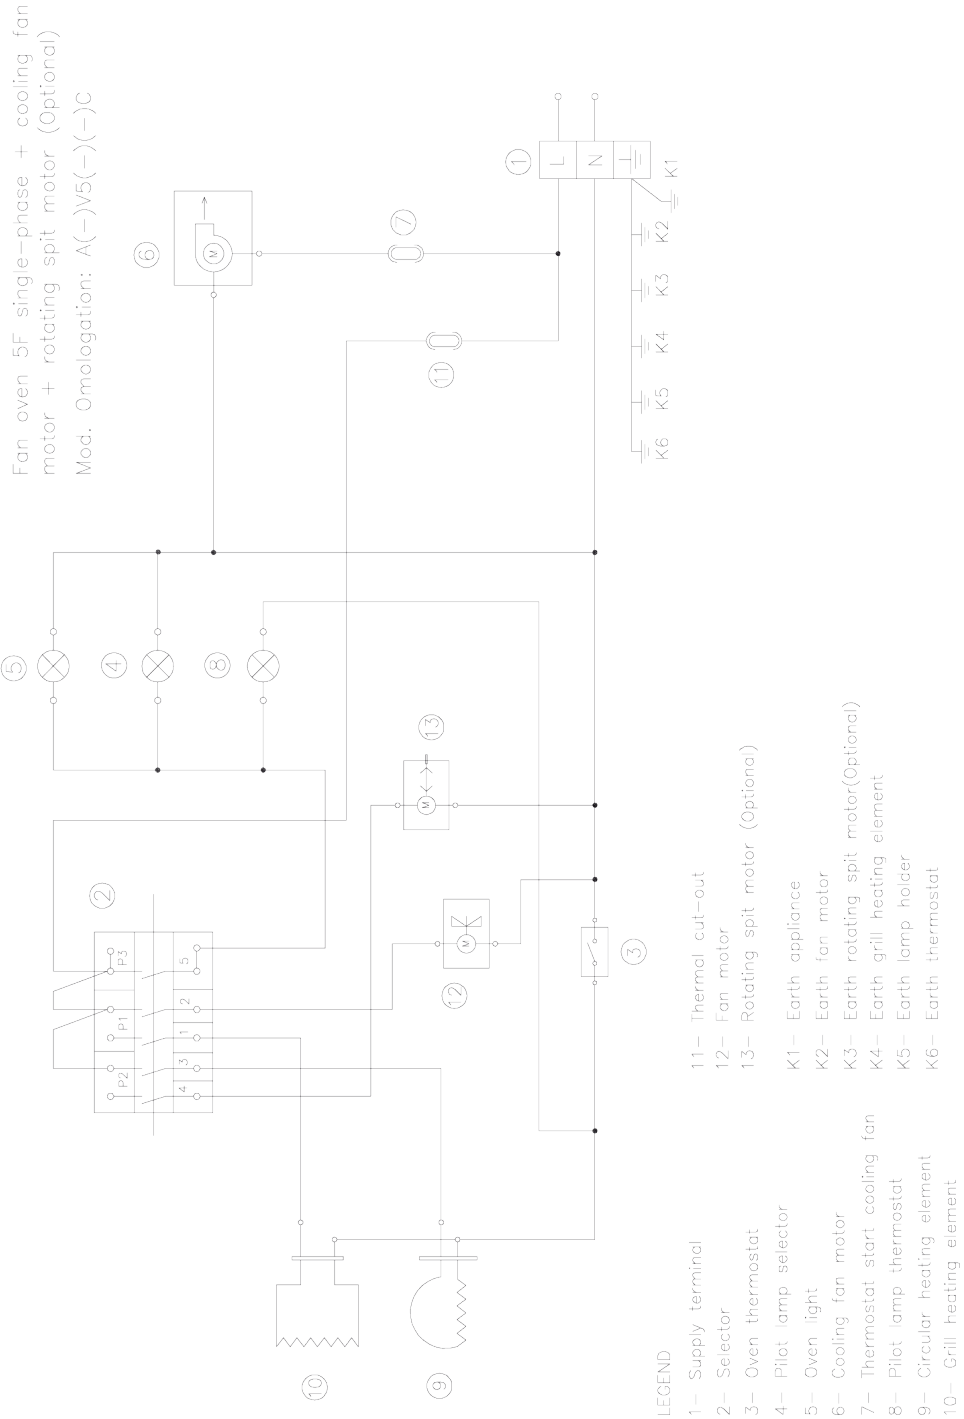 Fan oven 5F single-phase + cooling fan
motor + rotating spit motor (Optional)
Mod. Omologation: A(-)V5(-)(-)C
5
4
8
6
M
7
11
1
L
N
K1
K2
K3
K4
K5
K6
2
P3
P1
P2
5
2
1
3
4
13
M
12
M
3
10
9
LEGEND
1- Supply terminal
2- Selector
3- Oven thermostat
4- Pilot lamp selector
5- Oven light
6- Cooling fan motor
7- Thermostat start cooling fan
8- Pilot lamp thermostat
9- Circular heating element
10- Grill heating element
11- Thermal cut-out
12- Fan motor
13- Rotating spit motor (Optional)
K1- Earth appliance
K2- Earth fan motor
K3- Earth rotating spit motor(Optional)
K4- Earth grill heating element
K5- Earth lamp holder
K6- Earth thermostat